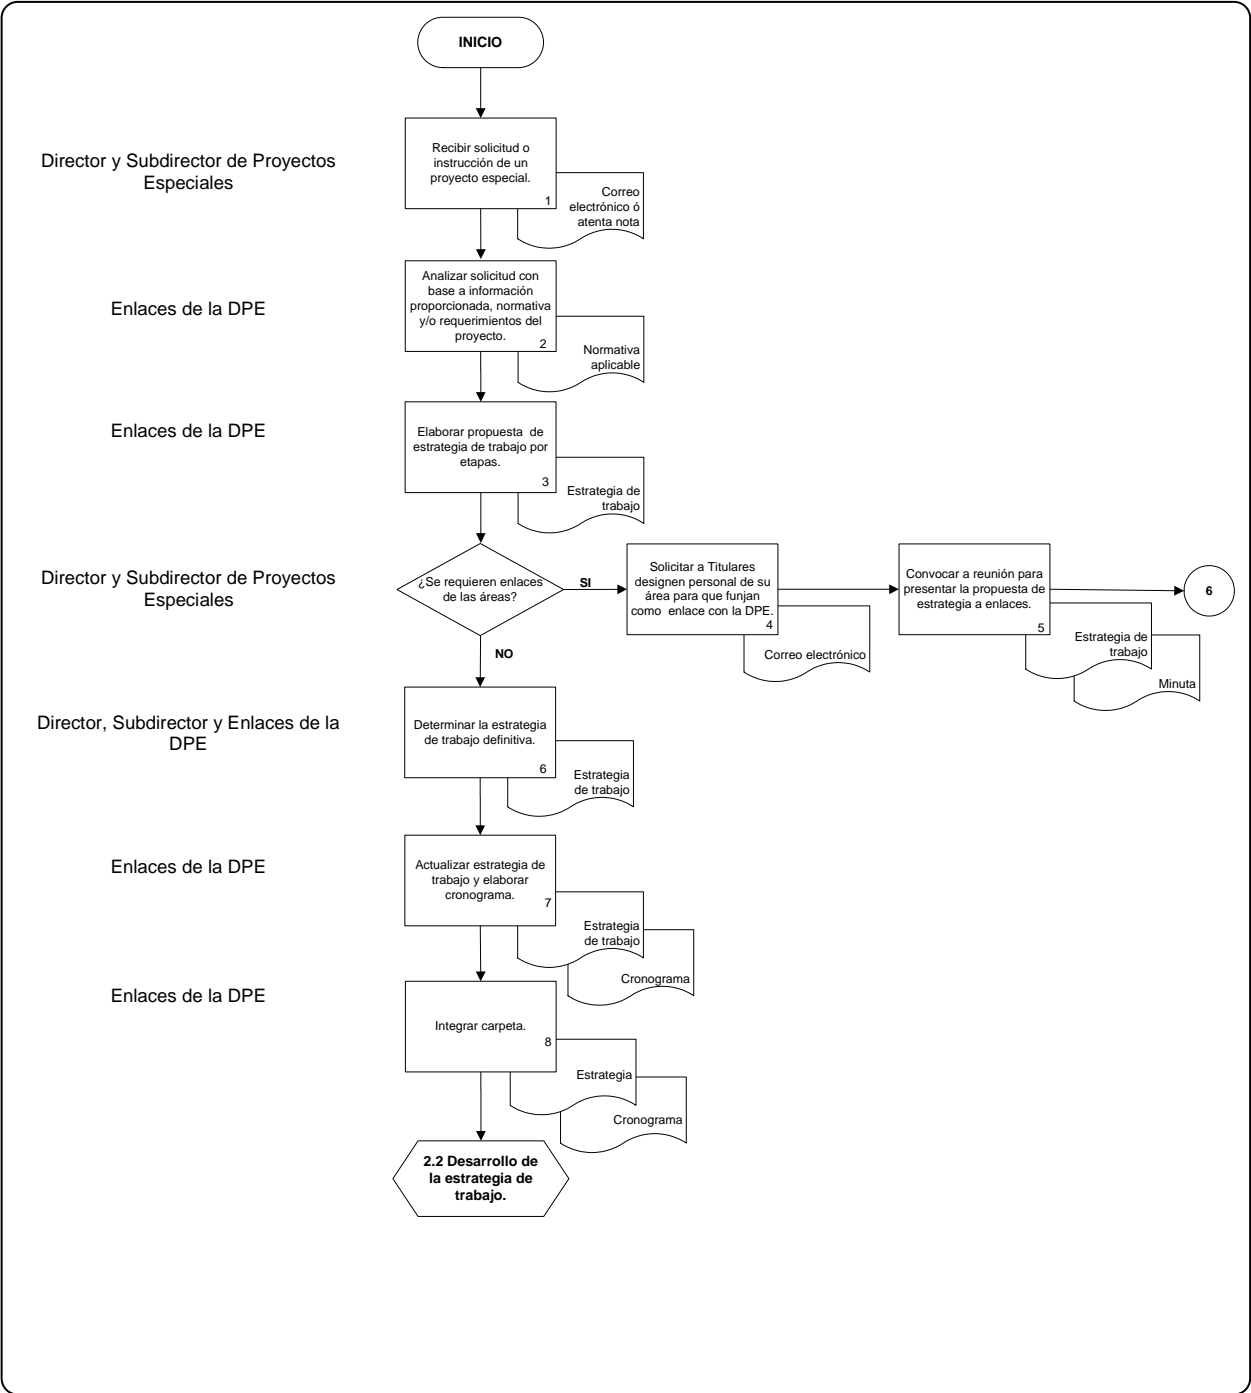 INICIO
Director y Subdirector de Proyectos
Especiales
Recibir solicitud o
instrucción de un
proyecto especial.
1
Correo
electrónico ó
atenta nota
Enlaces de la DPE
Analizar solicitud con
base a información
proporcionada, normativa
y/o requerimientos del
proyecto.
2
Normativa
aplicable
Enlaces de la DPE
Elaborar propuesta de
estrategia de trabajo por
etapas.
3
Estrategia de
trabajo
Director y Subdirector de Proyectos
Especiales
¿Se requieren enlaces
de las áreas?
SI
Solicitar a Titulares
designen personal de su
área para que funjan
como enlace con la DPE.
4
Correo electrónico
Convocar a reunión para
presentar la propuesta de
estrategia a enlaces.
5
Estrategia de
trabajo
Minuta
6
NO
Director, Subdirector y Enlaces de la
DPE
Determinar la estrategia
de trabajo definitiva.
6
Estrategia
de trabajo
Enlaces de la DPE
Actualizar estrategia de
trabajo y elaborar
cronograma.
7
Estrategia
de trabajo
Cronograma
Enlaces de la DPE
Integrar carpeta.
8
Estrategia
Cronograma
2.2 Desarrollo de
la estrategia de
trabajo.